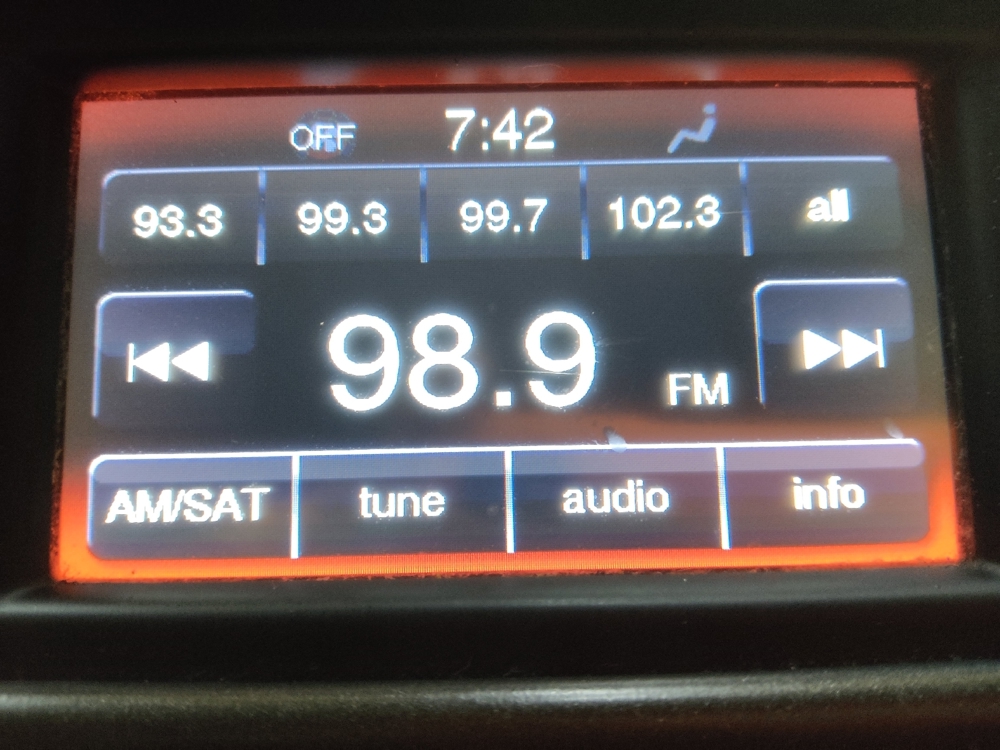 OFF 7:42
93.3 99.3 99.7 102.3 all
98.9 FM
AM/SAT tune audio info